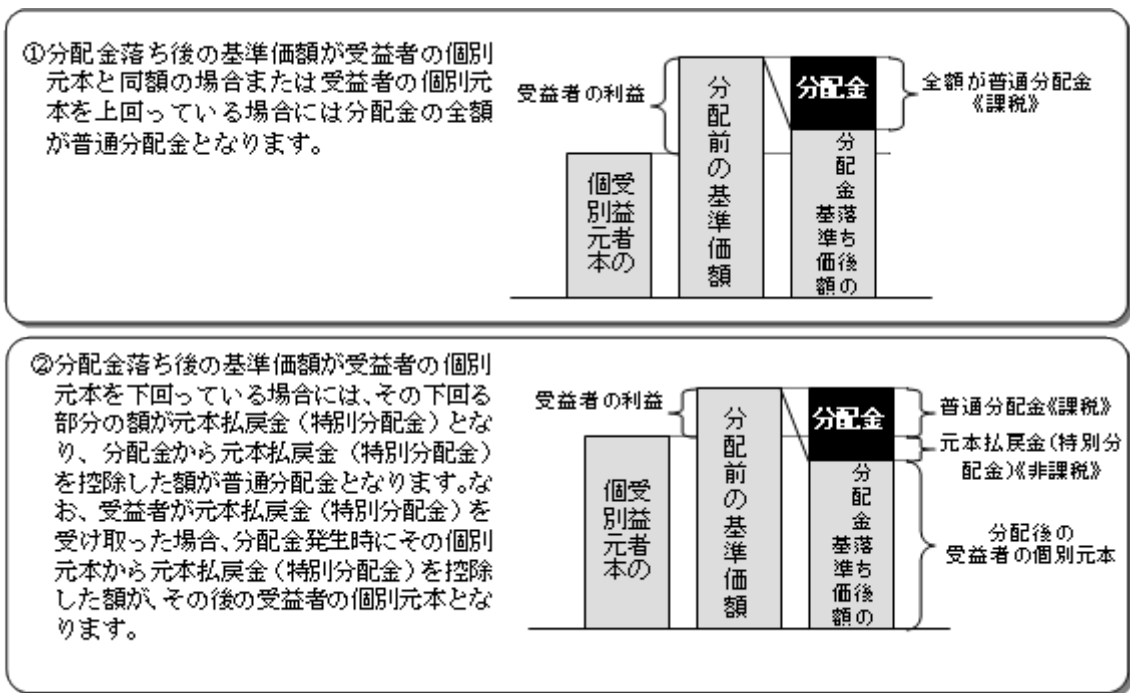 ①分配金落ち後の基準価額が受益者の個別
元本と同額の場合または受益者の個別元
本を上回っている場合には分配金の全額
が普通分配金となります。
受益者の利益
受益者の
個別元本
分配前の基準価額
分配金
分配金落ち後の
基準価額
全額が普通分配金
《課税》
②分配金落ち後の基準価額が受益者の個別
元本を下回っている場合には、その下回る
部分の額が元本払戻金（特別分配金）とな
り、分配金から元本払戻金（特別分配金）
を控除した額が普通分配金となります。な
お、受益者が元本払戻金（特別分配金）を
受け取った場合、分配金発生時にその個別
元本から元本払戻金（特別分配金）を控除
した額が、その後の受益者の個別元本とな
ります。
受益者の利益
受益者の
個別元本
分配前の基準価額
分配金
分配金落ち後の
基準価額
普通分配金《課税》
元本払戻金（特別分
配金）《非課税》
分配後の
受益者の個別元本